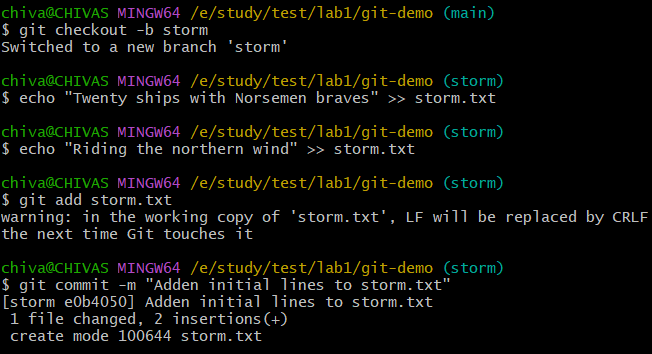 chiva@CHIVAS MINGW64 /e/study/test/lab1/git-demo (main)
$ git checkout -b storm
Switched to a new branch 'storm'
chiva@CHIVAS MINGW64 /e/study/test/lab1/git-demo (storm)
$ echo "Twenty ships with Norsemen braves" >> storm.txt
chiva@CHIVAS MINGW64 /e/study/test/lab1/git-demo (storm)
$ echo "Riding the northern wind" >> storm.txt
chiva@CHIVAS MINGW64 /e/study/test/lab1/git-demo (storm)
$ git add storm.txt
warning: in the working copy of 'storm.txt', LF will be replaced by CRLF
the next time Git touches it
chiva@CHIVAS MINGW64 /e/study/test/lab1/git-demo (storm)
$ git commit -m "Adden initial lines to storm.txt"
[storm e0b4050] Adden initial lines to storm.txt
 1 file changed, 2 insertions(+)
 create mode 100644 storm.txt